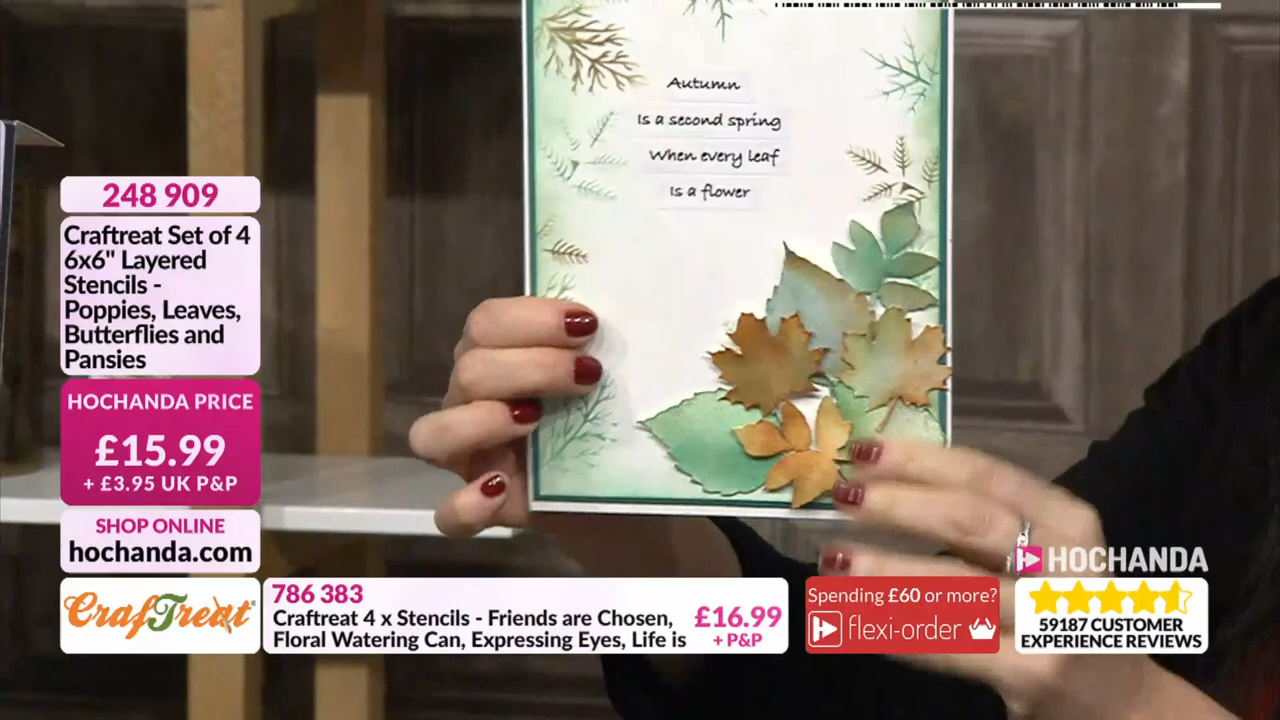 Autumn
Is a second spring
When every leaf
Is a flower
248 909
Craftreat Set of 4
6x6" Layered
Stencils -
Poppies, Leaves,
Butterflies and
Pansies
HOCHANDA PRICE
£15.99
+ £3.95 UK P&P
SHOP ONLINE
hochanda.com
CrafTreat
786 383
Craftreat 4 x Stencils - Friends are Chosen,
Floral Watering Can, Expressing Eyes, Life is
£16.99
+ P&P
Spending £60 or more?
flexi-order
HOCHANDA
59187 CUSTOMER
EXPERIENCE REVIEWS